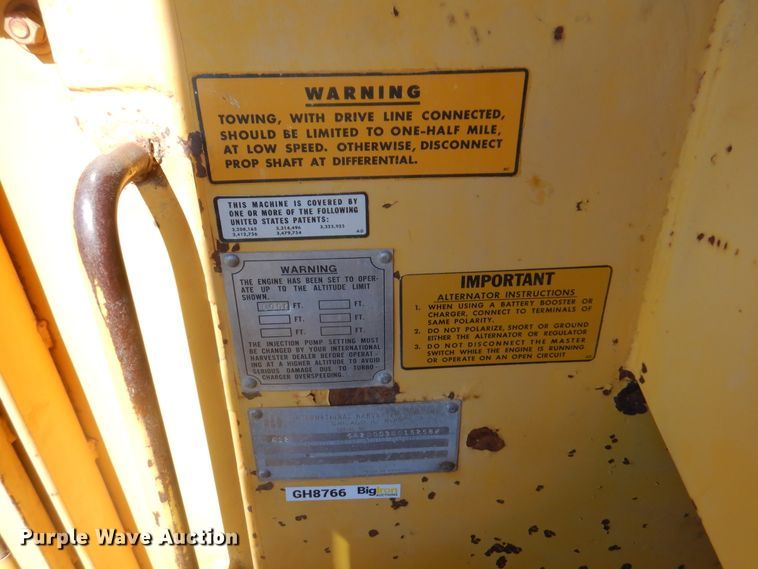 WARNING
TOWING, WITH DRIVE LINE CONNECTED,
SHOULD BE LIMITED TO ONE-HALF MILE,
AT LOW SPEED. OTHERWISE, DISCONNECT
PROP SHAFT AT DIFFERENTIAL.
THIS MACHINE IS COVERED BY
ONE OR MORE OF THE FOLLOWING
UNITED STATES PATENTS:
WARNING
THE ENGINE HAS BEEN SET TO OPER-
ATE UP TO THE ALTITUDE LIMIT
SHOWN.
FT. FT.
FT. FT.
FT. FT.
THE INJECTION PUMP SETTING MUST
BE CHANGED BY YOUR INTERNATIONAL
HARVESTER DEALER BEFORE OPERAT-
ING AT A HIGHER ALTITUDE TO AVOID
SERIOUS DAMAGE DUE TO TURBO-
CHARGER OVERSPEEDING.
IMPORTANT
ALTERNATOR INSTRUCTIONS
1. WHEN USING A BATTERY BOOSTER OR
CHARGER, CONNECT TO TERMINALS OF
SAME POLARITY.
2. DO NOT POLARIZE, SHORT OR GROUND
EITHER THE ALTERNATOR OR REGULATOR
3. DO NOT DISCONNECT THE MASTER
SWITCH WHILE THE ENGINE IS RUNNING
OR OPERATE ON AN OPEN CIRCUIT
INTERNATIONAL
GH8766 BigIron
Purple Wave Auction